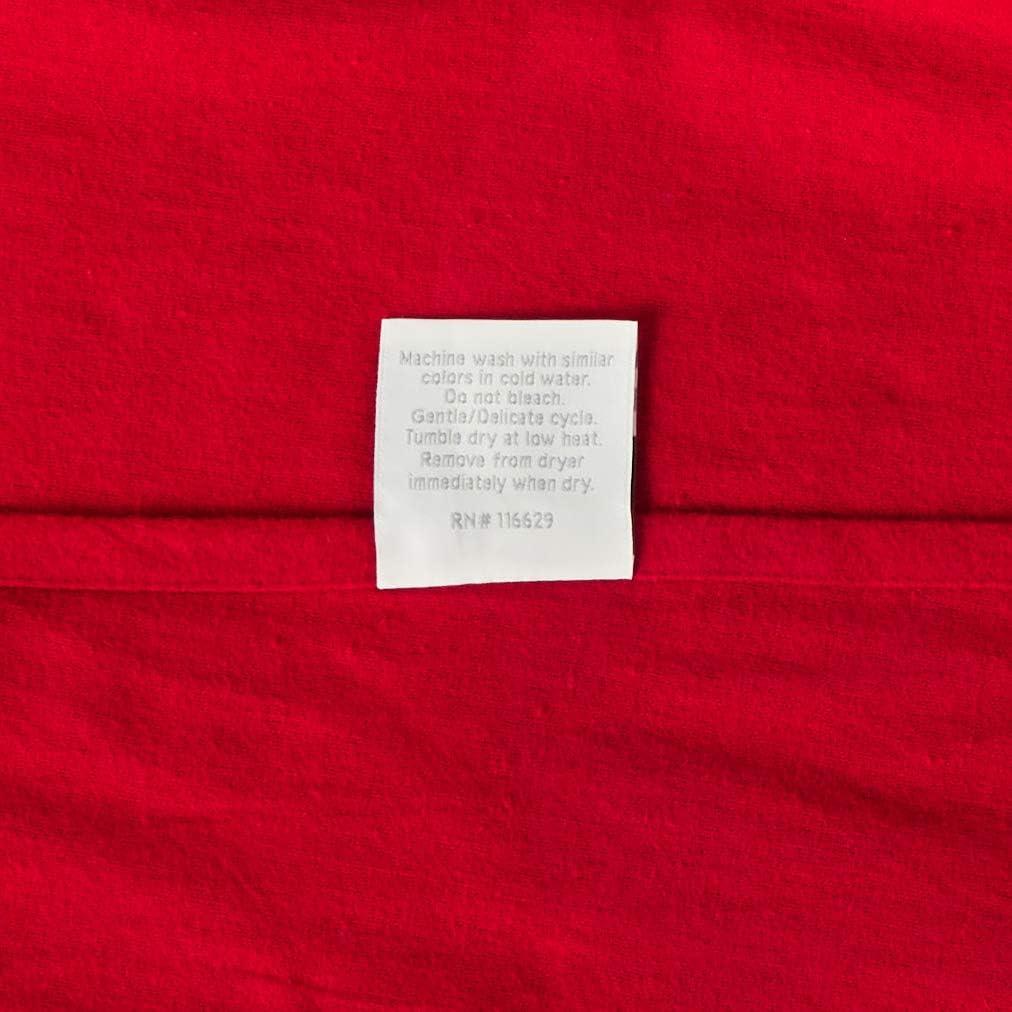 Machine wash with similar
colors in cold water.
Do not bleach.
Gentle/Delicate cycle.
Tumble dry at low heat.
Remove from dryer
immediately when dry.
RN# 116629